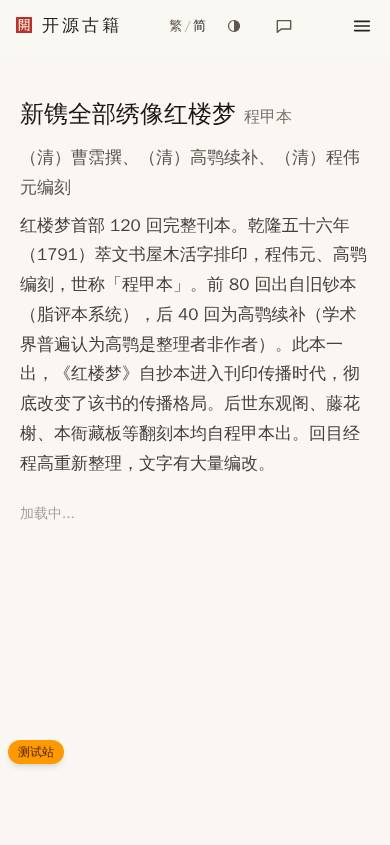 開 开源古籍 繁/简
新镌全部绣像红楼梦 程甲本
（清）曹霑撰、（清）高鹗续补、（清）程伟
元编刻
红楼梦首部 120 回完整刊本。乾隆五十六年
（1791）萃文书屋木活字排印，程伟元、高鹗
编刻，世称「程甲本」。前 80 回出自旧钞本
（脂评本系统），后 40 回为高鹗续补（学术
界普遍认为高鹗是整理者非作者）。此本一
出，《红楼梦》自抄本进入刊印传播时代，彻
底改变了该书的传播格局。后世东观阁、藤花
榭、本衙藏板等翻刻本均自程甲本出。回目经
程高重新整理，文字有大量编改。
加载中...
测试站